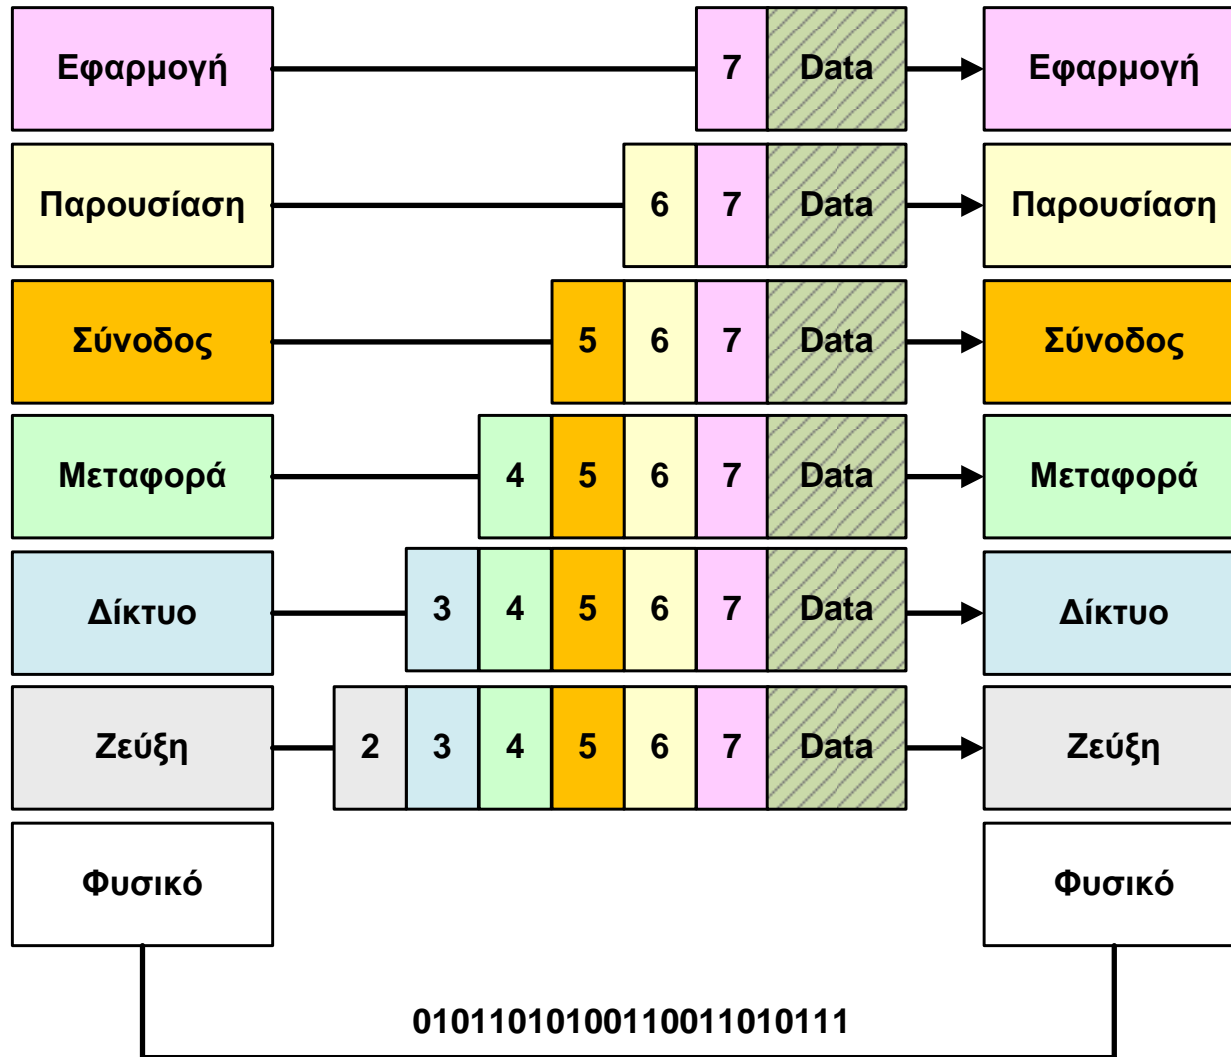 Εφαρμογή 7 Data Εφαρμογή
Παρουσίαση 6 7 Data Παρουσίαση
Σύνοδος 5 6 7 Data Σύνοδος
Μεταφορά 4 5 6 7 Data Μεταφορά
Δίκτυο 3 4 5 6 7 Data Δίκτυο
Ζεύξη 2 3 4 5 6 7 Data Ζεύξη
Φυσικό Φυσικό
01011010100110011010111